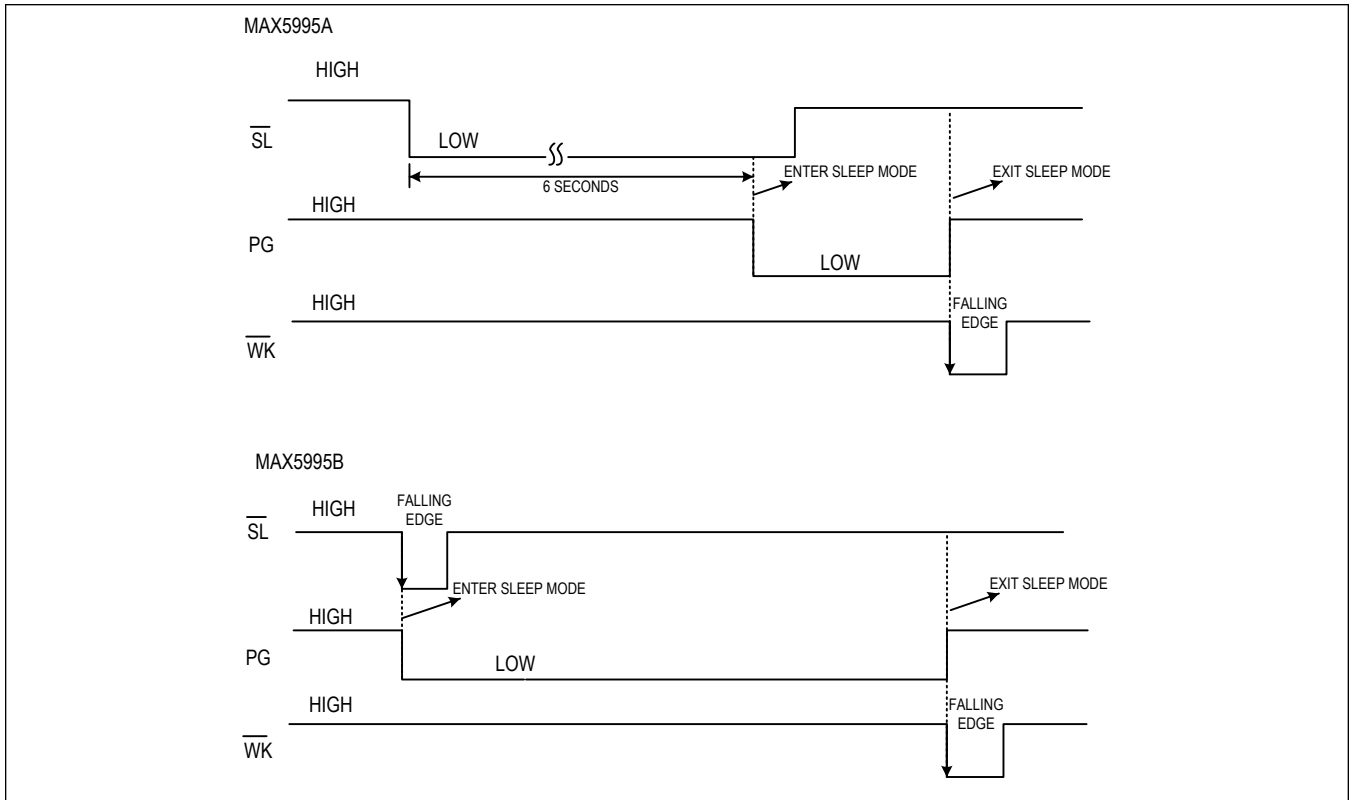 MAX5995A
HIGH
SL
LOW
6 SECONDS
ENTER SLEEP MODE
EXIT SLEEP MODE
HIGH
PG
LOW
HIGH
FALLING
EDGE
WK
MAX5995B
HIGH
FALLING
EDGE
SL
ENTER SLEEP MODE
EXIT SLEEP MODE
HIGH
PG
LOW
HIGH
FALLING
EDGE
WK